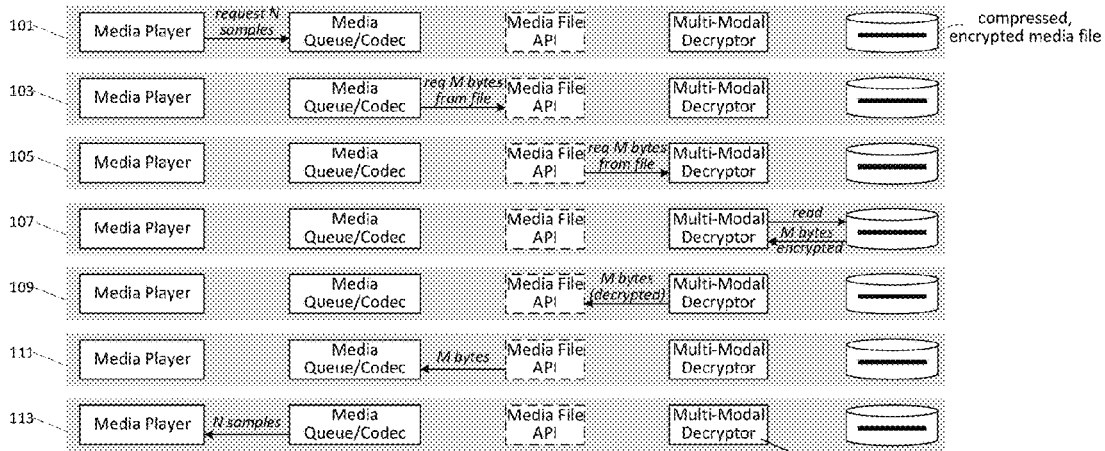 101
Media Player
request N
samples
Media
Queue/Codec
Media File
API
Multi-Modal
Decryptor
compressed,
encrypted media file
103
Media Player
Media
Queue/Codec
req M bytes
from file
Media File
API
Multi-Modal
Decryptor
105
Media Player
Media
Queue/Codec
Media File
API
req M bytes
from file
Multi-Modal
Decryptor
107
Media Player
Media
Queue/Codec
Media File
API
Multi-Modal
Decryptor
read
M bytes
encrypted
109
Media Player
Media
Queue/Codec
Media File
API
M bytes
(decrypted)
Multi-Modal
Decryptor
111
Media Player
Media
Queue/Codec
M bytes
Media File
API
Multi-Modal
Decryptor
113
Media Player
N samples
Media
Queue/Codec
Media File
API
Multi-Modal
Decryptor